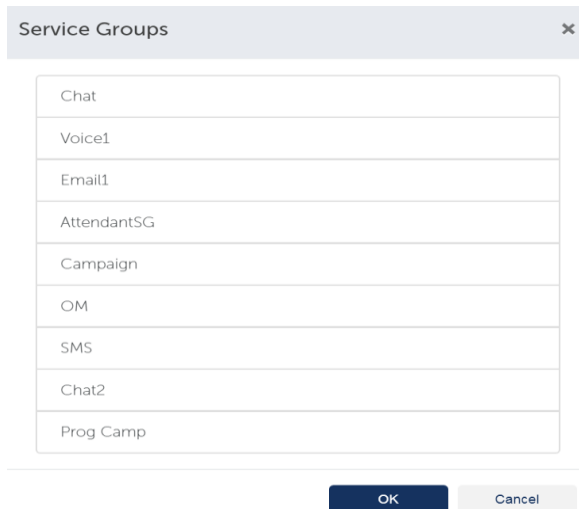 Service Groups
Chat
Voice1
Email1
AttendantSG
Campaign
OM
SMS
Chat2
Prog Camp
OK Cancel